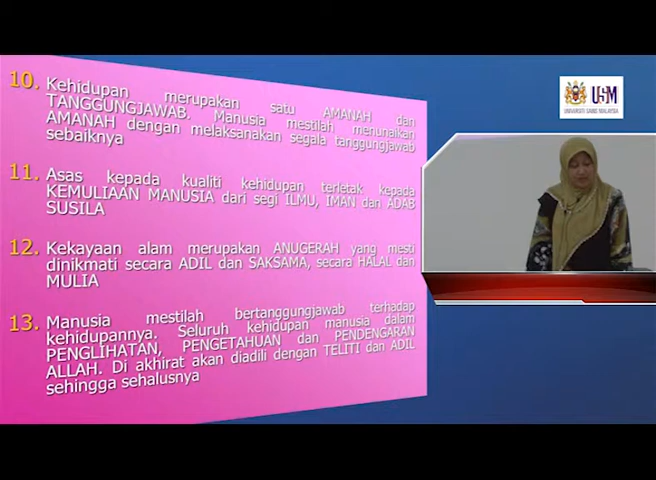 10. Kehidupan merupakan satu AMANAH dan
TANGGUNGJAWAB. Manusia mestilah menunaikan
AMANAH dengan melaksanakan segala tanggungjawab
sebaiknya
11. Asas kepada kualiti kehidupan terletak kepada
KEMULIAAN MANUSIA dari segi ILMU, IMAN dan ADAB
SUSILA
12. Kekayaan alam merupakan ANUGERAH yang mesti
dinikmati secara ADIL dan SAKSAMA, secara HALAL dan
MULIA
13. Manusia mestilah bertanggungjawab terhadap
kehidupannya. Seluruh kehidupan manusia dalam
PENGLIHATAN, PENGETAHUAN dan PENDENGARAN
ALLAH. Di akhirat akan diadili dengan TELITI dan ADIL
sehingga sehalusnya
USM
UNIVERSITI SAINS MALAYSIA